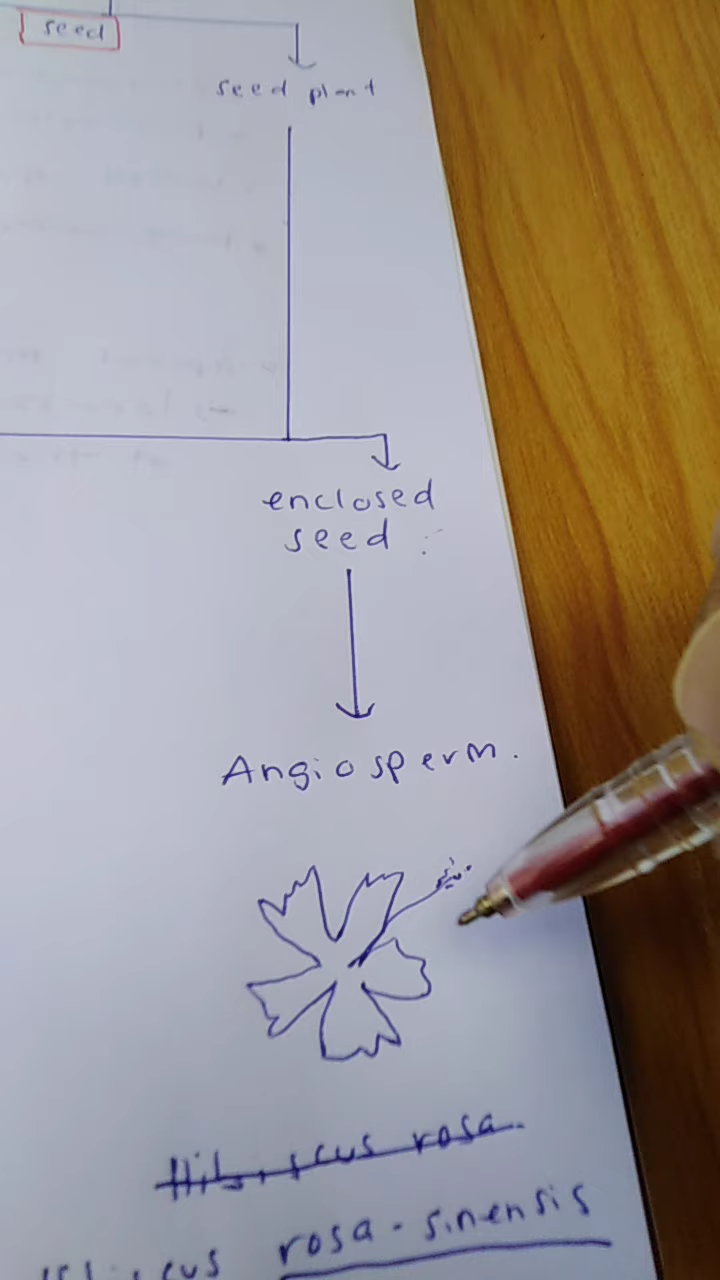 seed
seed plant
enclosed
seed
Angiosperm.
Hibiscus rosa.
rosa-sinensis